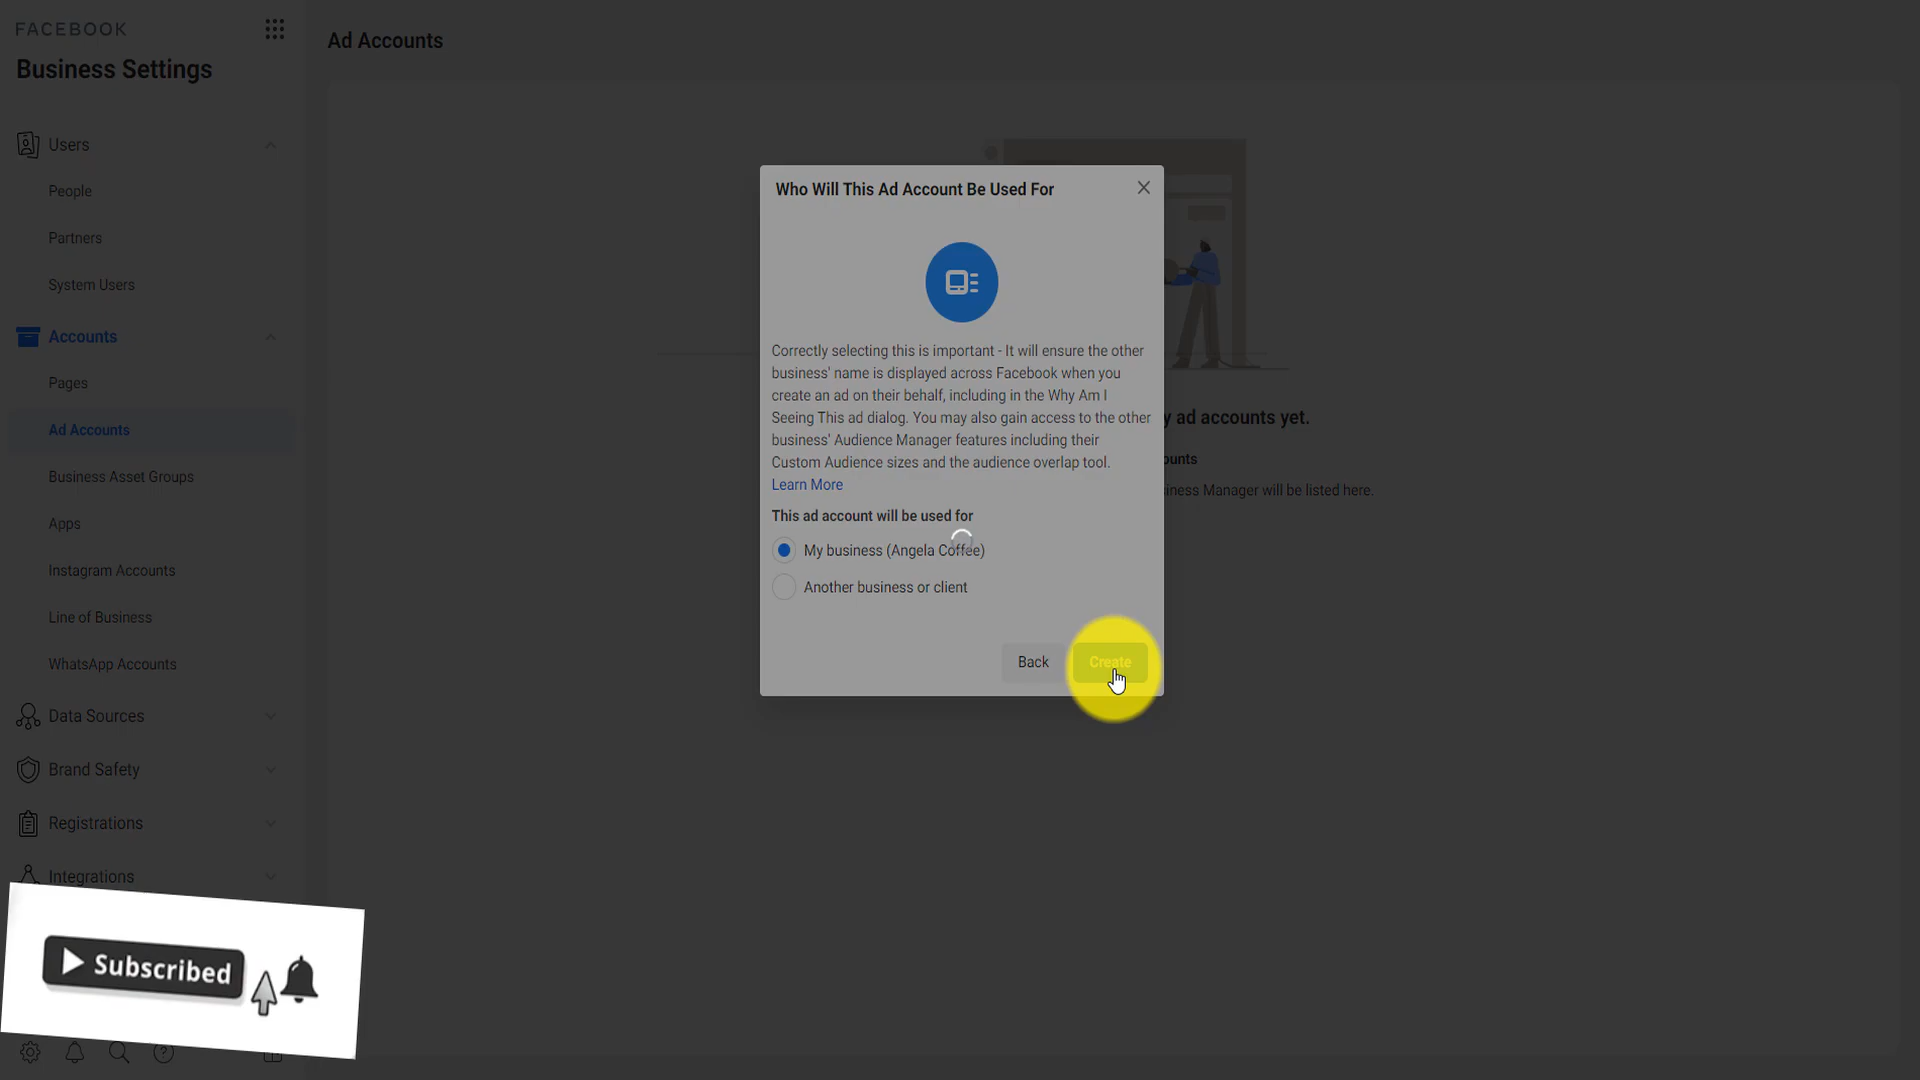 FACEBOOK
Business Settings
Users
People
Partners
System Users
Accounts
Pages
Ad Accounts
Business Asset Groups
Apps
Instagram Accounts
Line of Business
WhatsApp Accounts
Data Sources
Brand Safety
Registrations
Integrations
Subscribed
Ad Accounts
Who Will This Ad Account Be Used For
Correctly selecting this is important - It will ensure the other
business' name is displayed across Facebook when you
create an ad on their behalf, including in the Why Am I
Seeing This ad dialog. You may also gain access to the other
business' Audience Manager features including their
Custom Audience sizes and the audience overlap tool.
Learn More
This ad account will be used for
My business (Angela Coffee)
Another business or client
Back
Create
y ad accounts yet.
ounts
iness Manager will be listed here.